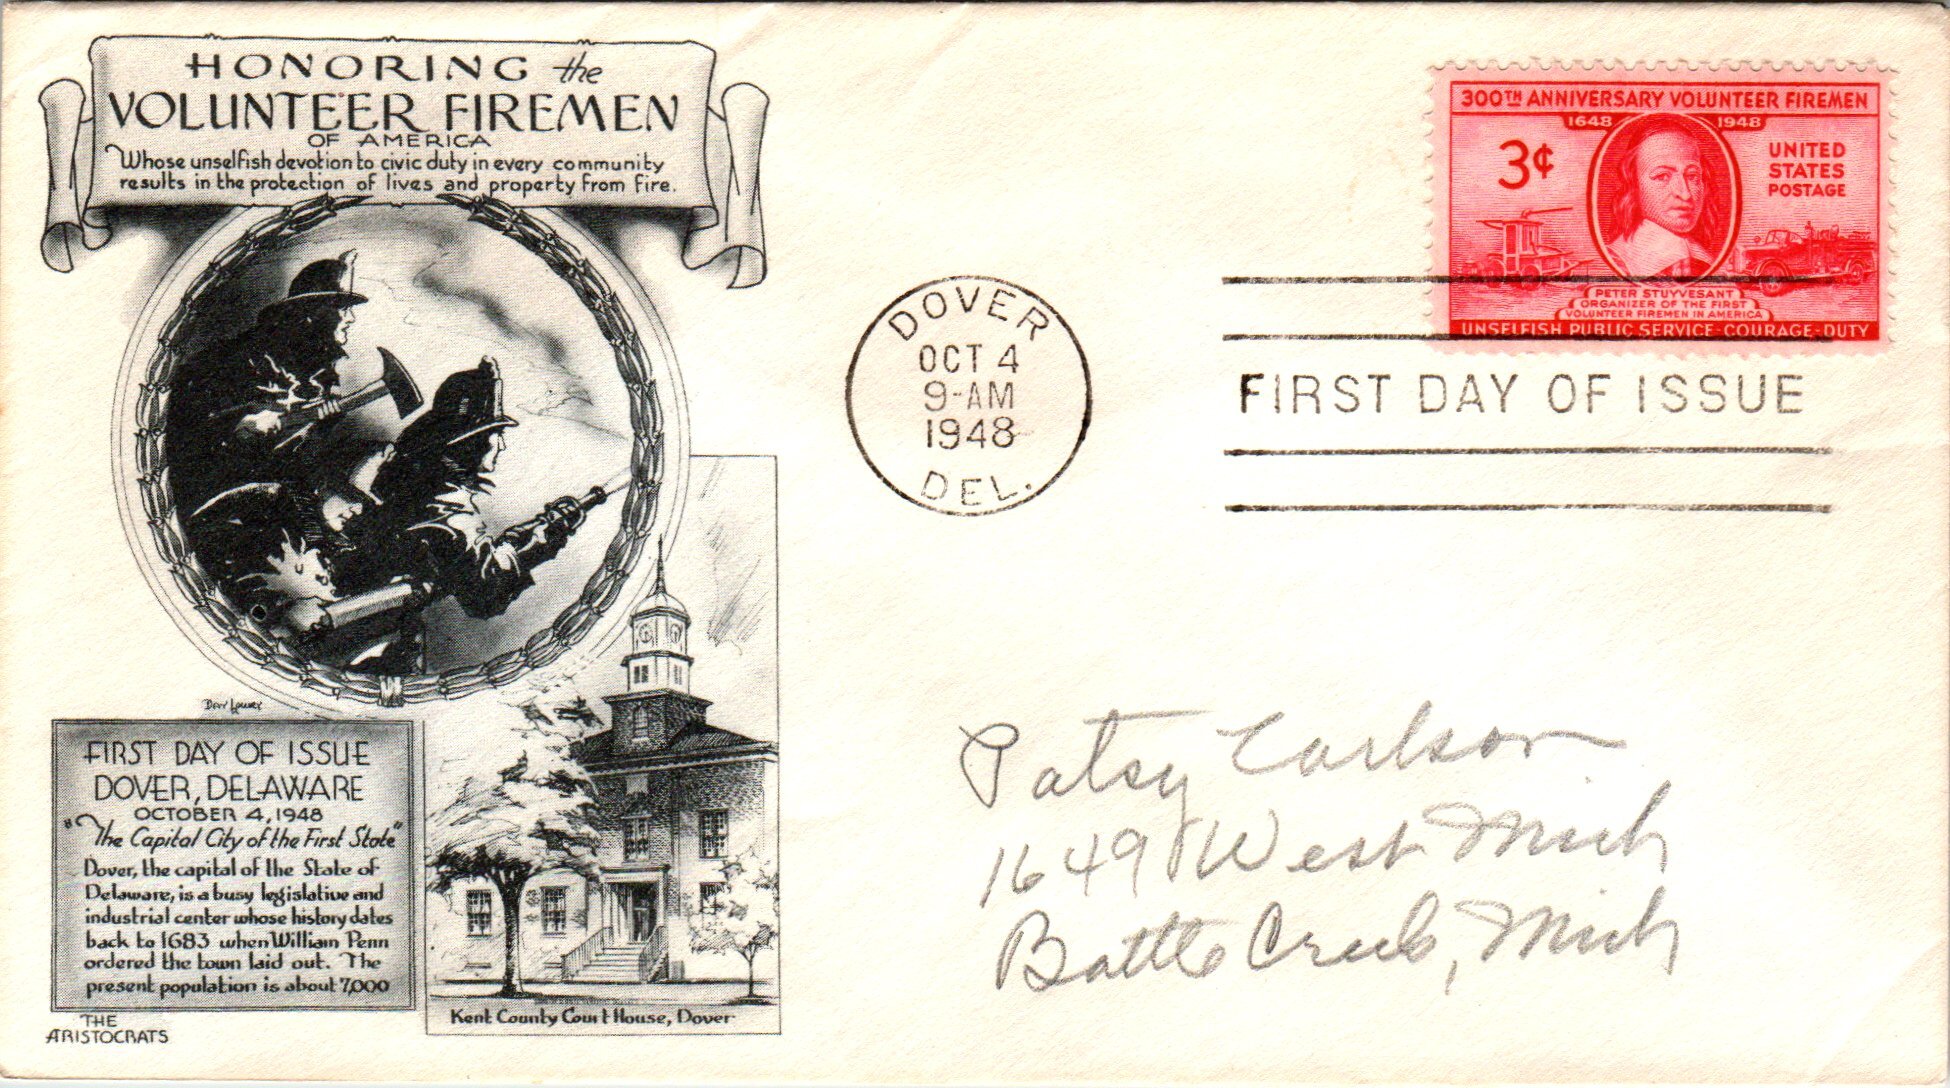 HONORING the
VOLUNTEER FIREMEN
OF AMERICA
Whose unselfish devotion to civic duty in every community
results in the protection of lives and property from fire.
300TH ANNIVERSARY VOLUNTEER FIREMEN
1648 1948
3¢
UNITED
STATES
POSTAGE
PETER STUYVESANT
ORGANIZER OF THE FIRST
VOLUNTEER FIREMEN IN AMERICA
UNSELFISH PUBLIC SERVICE-COURAGE-DUTY
DOVER
OCT 4
9-AM
1948
DEL.
FIRST DAY OF ISSUE
FIRST DAY OF ISSUE
DOVER, DELAWARE
OCTOBER 4, 1948
"The Capital City of the First State"
Dover, the capital of the State of
Delaware, is a busy legislative and
industrial center whose history dates
back to 1683 when William Penn
ordered the town laid out. The
present population is about 7,000
THE
ARISTOCRATS
Kent County Court House, Dover
Patsy Carlson
1649 West Mich
Battle Creek, Mich